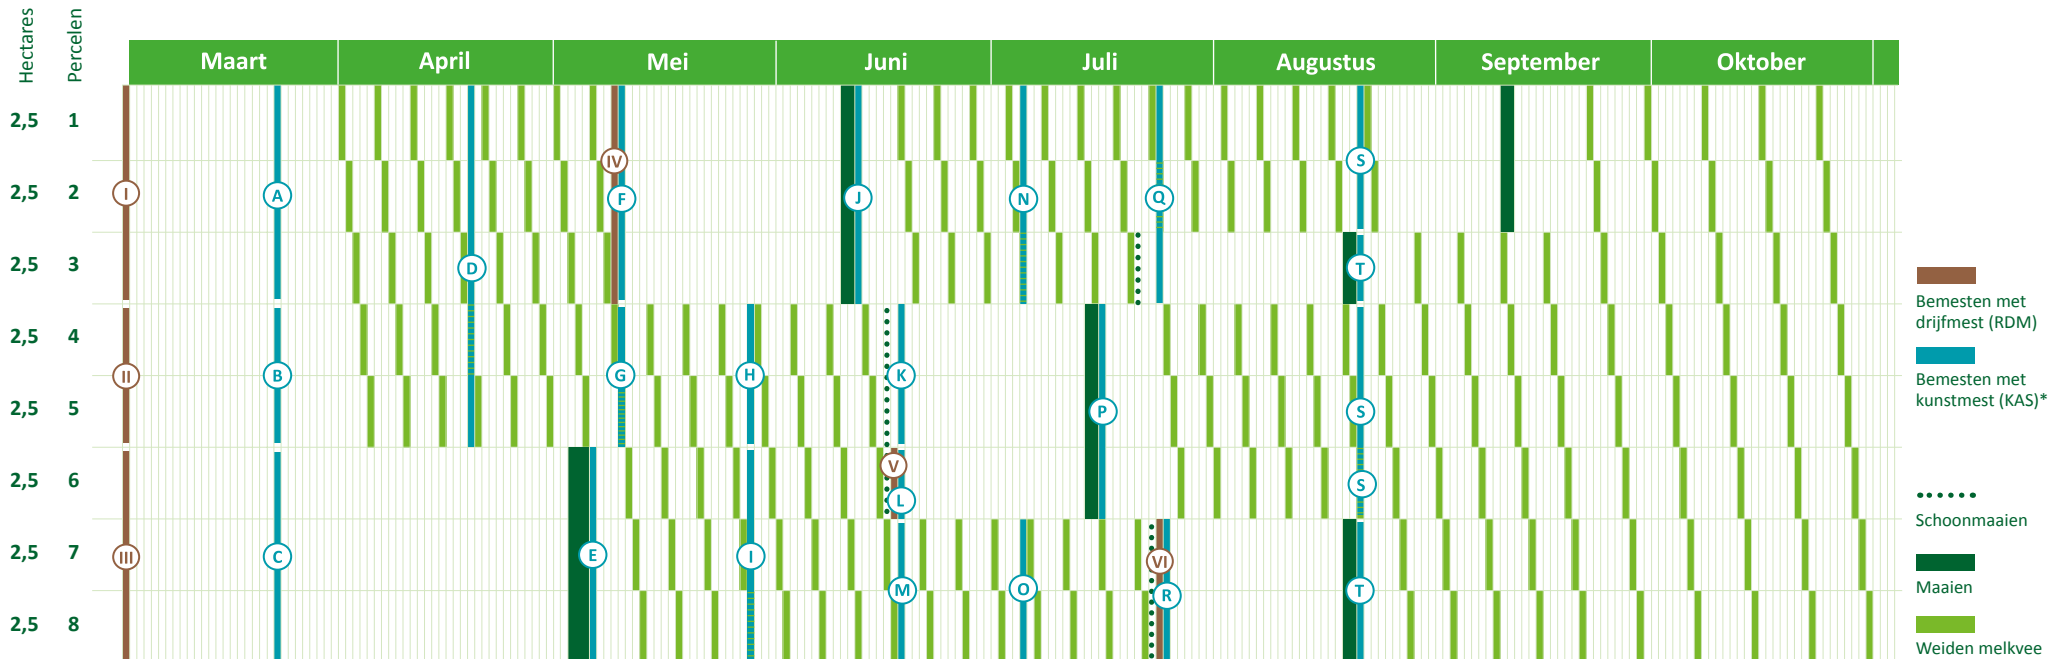 Hectares Percelen
Maart April Mei Juni Juli Augustus September Oktober
2,5 1
IV S
2,5 2
I A F J N Q
2,5 3
D T
Bemesten met
drijfmest (RDM)
2,5 4
II B G H K
Bemesten met
kunstmest (KAS)*
2,5 5
P S
2,5 6
V L S
Schoonmaaien
2,5 7
III C E I VI
M O R T
Maaien
2,5 8
Weiden melkvee